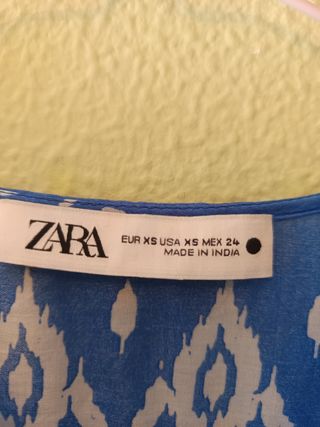 ZARA
EUR XS USA XS MEX 24
MADE IN INDIA